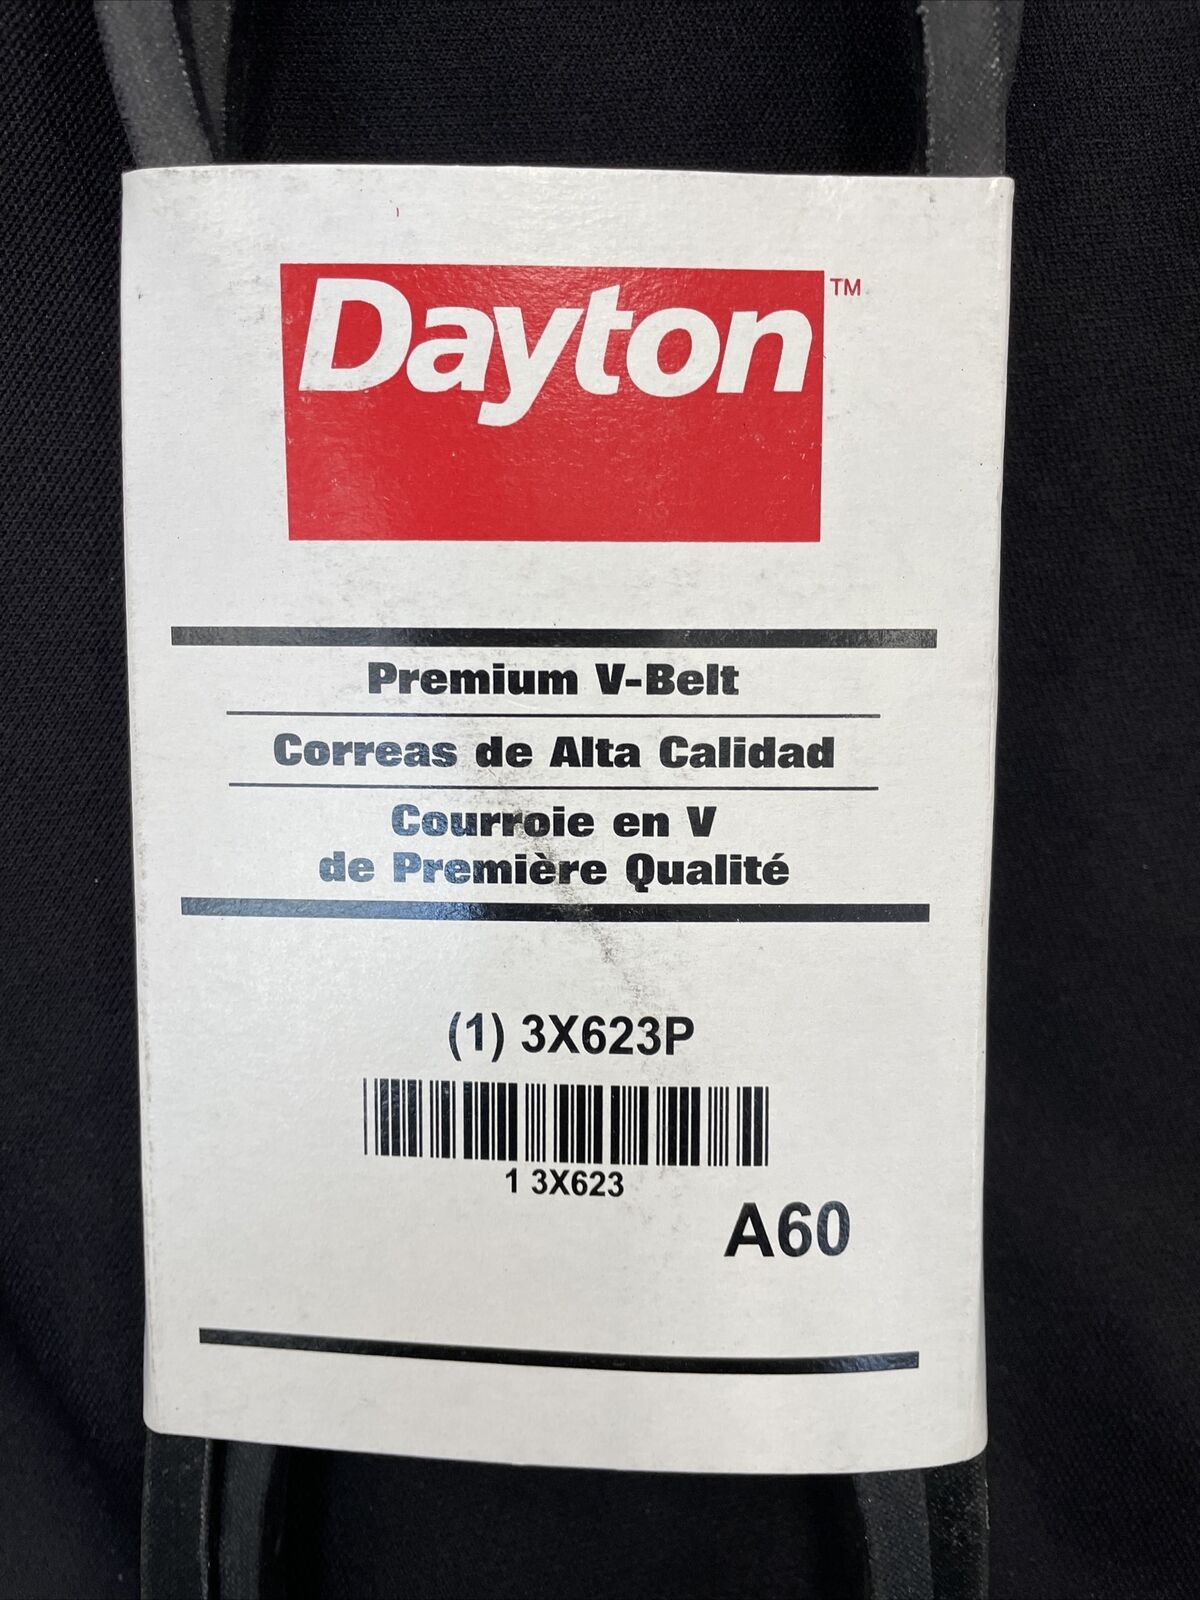 Dayton™
Premium V-Belt
Correas de Alta Calidad
Courroie en V
de Première Qualité
(1) 3X623P
1 3X623
A60